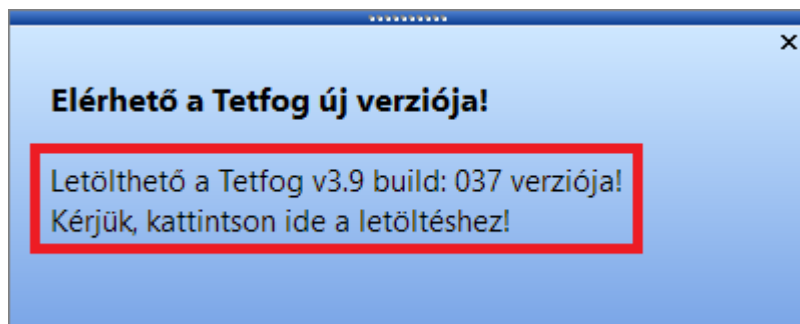 Elérhető a Tetfog új verziója!
Letölthető a Tetfog v3.9 build: 037 verziója!
Kérjük, kattintson ide a letöltéshez!